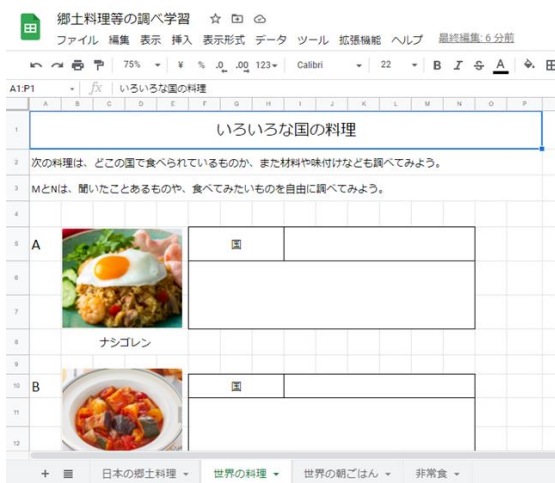 郷土料理等の調べ学習
ファイル 編集 表示 挿入 表示形式 データ ツール 拡張機能 ヘルプ 最終編集: 6 分前
75% ¥ % .0 .00 123 Calibri 22 B I S A
A1:P1 fx いろいろな国の料理
A B C D E F G H I J K L M N O P
1 いろいろな国の料理
2 次の料理は、どこの国で食べられているものか、また材料や味付けなども調べてみよう。
3 MとNは、聞いたことあるものや、食べてみたいものを自由に調べてみよう。
4
5 A 国
6
7
8 ナシゴレン
9
10 B 国
11
12
+ 日本の郷土料理 世界の料理 世界の朝ごはん 非常食